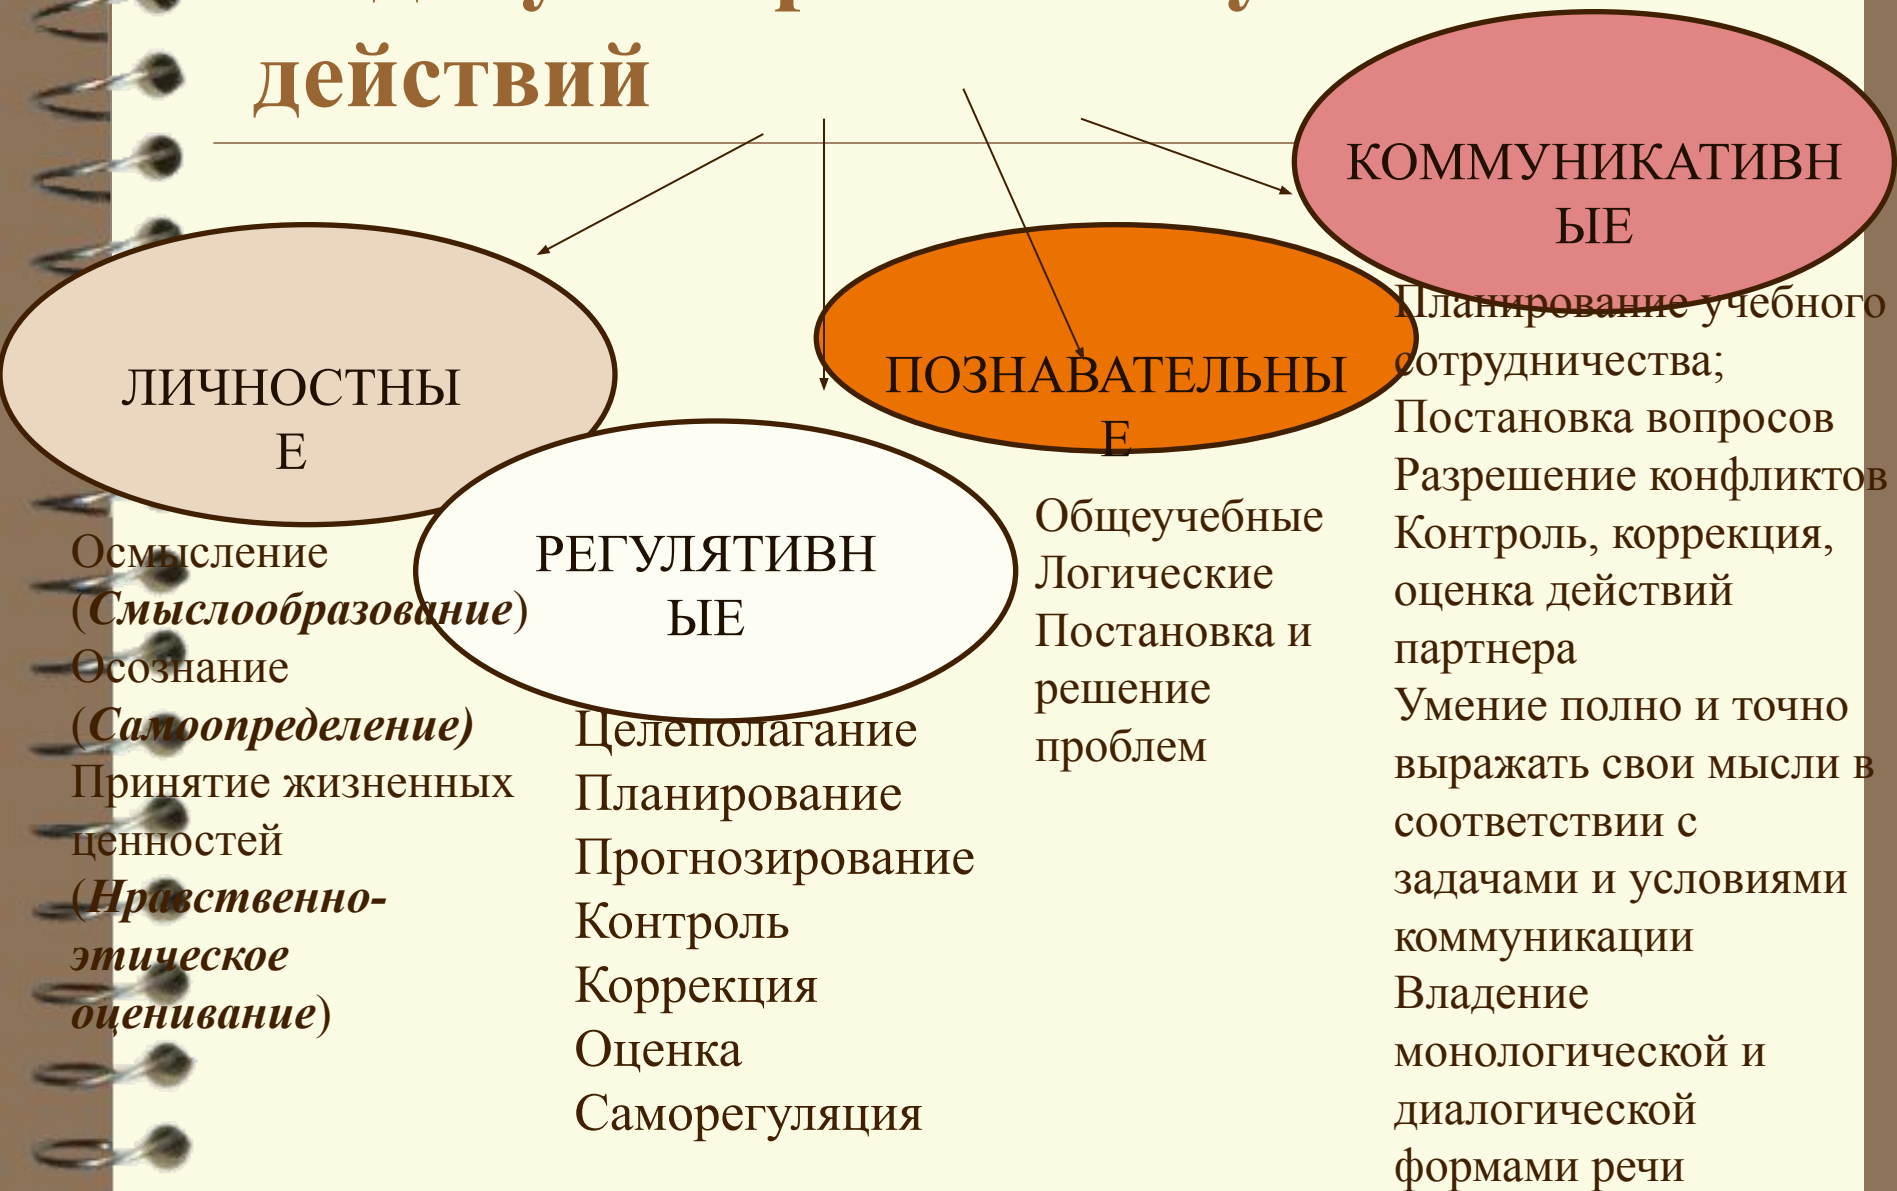 действий
КОММУНИКАТИВН
ЫЕ
ЛИЧНОСТНЫ
Е
ПОЗНАВАТЕЛЬНЫ
Е
РЕГУЛЯТИВН
ЫЕ
Осмысление
(Смыслообразование)
Осознание
(Самоопределение)
Принятие жизненных
ценностей
(Нравственно-
этическое
оценивание)
Целеполагание
Планирование
Прогнозирование
Контроль
Коррекция
Оценка
Саморегуляция
Общеучебные
Логические
Постановка и
решение
проблем
Планирование учебного
сотрудничества;
Постановка вопросов
Разрешение конфликтов
Контроль, коррекция,
оценка действий
партнера
Умение полно и точно
выражать свои мысли в
соответствии с
задачами и условиями
коммуникации
Владение
монологической и
диалогической
формами речи